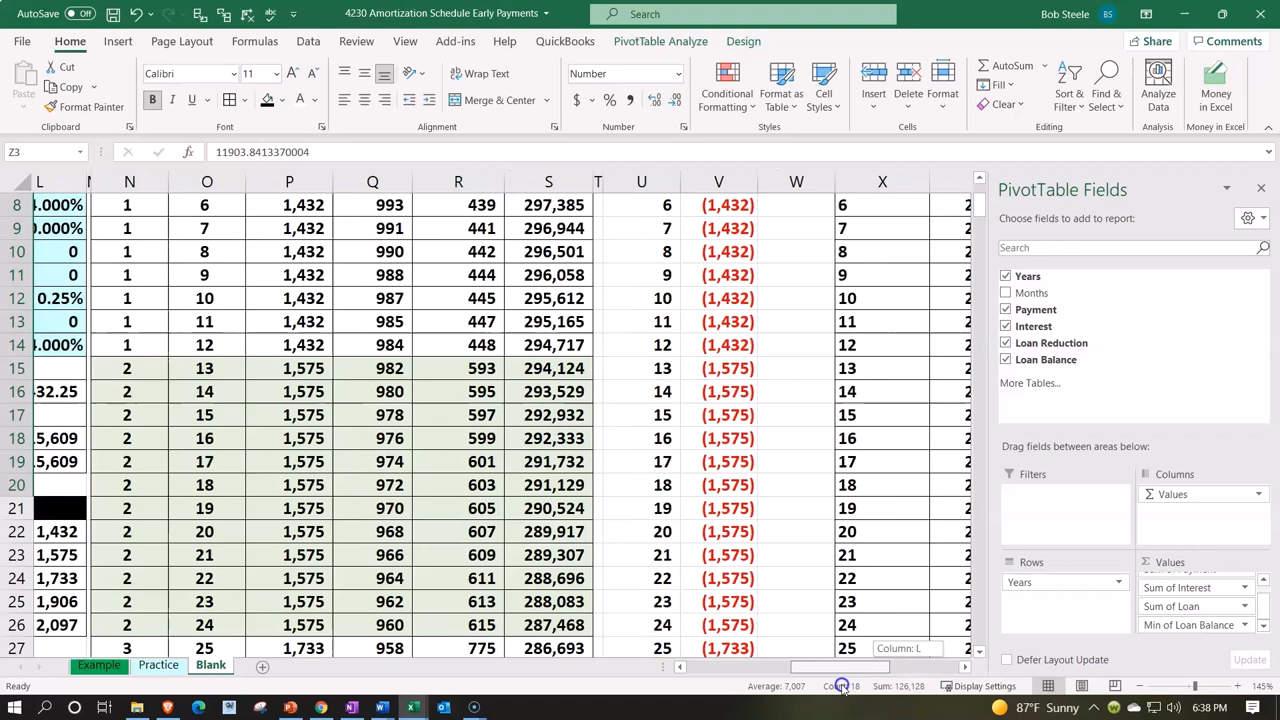 AutoSave Off 4230 Amortization Schedule Early Payments Search Bob Steele BS
File Home Insert Page Layout Formulas Data Review View Add-ins Help QuickBooks PivotTable Analyze Design Share Comments
Paste Cut Copy Format Painter Calibri 11 Wrap Text Merge & Center Number Conditional Formatting Format as Table Cell Styles Insert Delete Format AutoSum Fill Clear Sort & Filter Find & Select Analyze Data Money in Excel
Clipboard Font Alignment Number Styles Cells Editing Analysis Money in Excel
Z3 fx 11903.8413370004
L N O P Q R S T U V W X
8 .000% 1 6 1,432 993 439 297,385 6 (1,432) 6 2
9 .000% 1 7 1,432 991 441 296,944 7 (1,432) 7 2
10 0 1 8 1,432 990 442 296,501 8 (1,432) 8 2
11 0 1 9 1,432 988 444 296,058 9 (1,432) 9 2
12 0.25% 1 10 1,432 987 445 295,612 10 (1,432) 10 2
13 0 1 11 1,432 985 447 295,165 11 (1,432) 11 2
14 .000% 1 12 1,432 984 448 294,717 12 (1,432) 12 2
15 2 13 1,575 982 593 294,124 13 (1,575) 13 2
16 32.25 2 14 1,575 980 595 293,529 14 (1,575) 14 2
17 2 15 1,575 978 597 292,932 15 (1,575) 15 2
18 5,609 2 16 1,575 976 599 292,333 16 (1,575) 16 2
19 5,609 2 17 1,575 974 601 291,732 17 (1,575) 17 2
20 2 18 1,575 972 603 291,129 18 (1,575) 18 2
21 2 19 1,575 970 605 290,524 19 (1,575) 19 2
22 1,432 2 20 1,575 968 607 289,917 20 (1,575) 20 2
23 1,575 2 21 1,575 966 609 289,307 21 (1,575) 21 2
24 1,733 2 22 1,575 964 611 288,696 22 (1,575) 22 2
25 1,906 2 23 1,575 962 613 288,083 23 (1,575) 23 2
26 2,097 2 24 1,575 960 615 287,468 24 (1,575) 24 2
27 3 25 1,733 958 775 286,693 25 (1,733) 25 2
Column: L
Example Practice Blank
Ready Average: 7,007 18 Sum: 126,128 Display Settings 145%
PivotTable Fields
Choose fields to add to report:
Search
Years
Months
Payment
Interest
Loan Reduction
Loan Balance
More Tables...
Drag fields between areas below:
Filters Columns
Values
Rows Values
Years
Sum of Interest
Sum of Loan
Min of Loan Balance
Defer Layout Update Update
87°F Sunny 6:38 PM